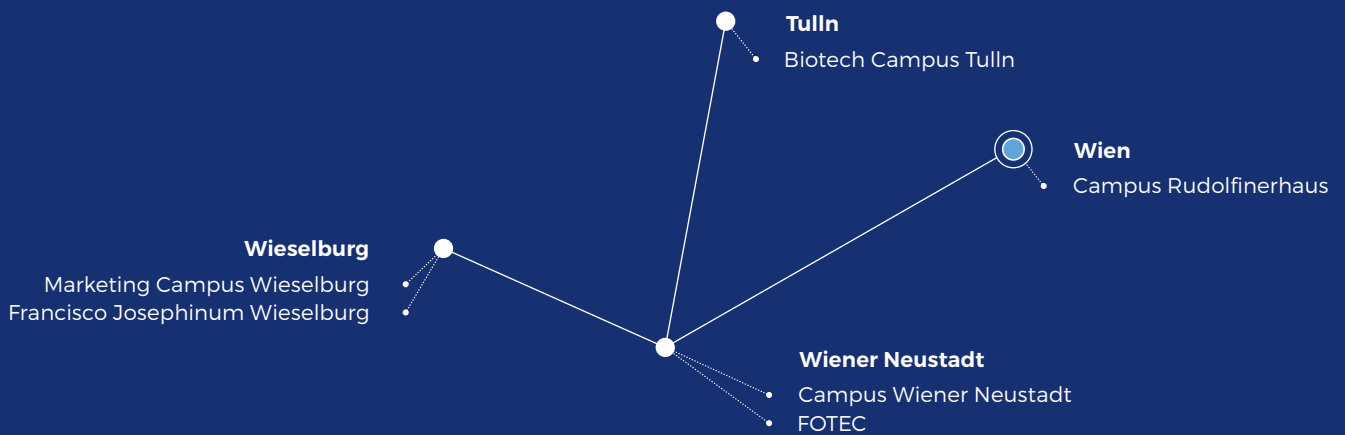 Tulln
Biotech Campus Tulln
Wien
Campus Rudolfinerhaus
Wieselburg
Marketing Campus Wieselburg
Francisco Josephinum Wieselburg
Wiener Neustadt
Campus Wiener Neustadt
FOTEC